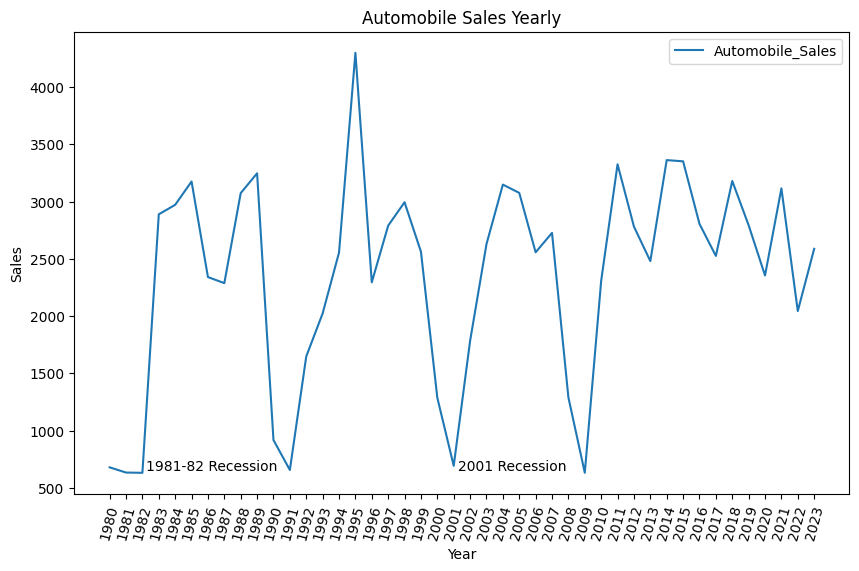 Automobile Sales Yearly
Automobile_Sales
4000
3500
3000
2500
2000
1500
1000
500
Sales
1981-82 Recession
2001 Recession
1980 1981 1982 1983 1984 1985 1986 1987 1988 1989 1990 1991 1992 1993 1994 1995 1996 1997 1998 1999 2000 2001 2002 2003 2004 2005 2006 2007 2008 2009 2010 2011 2012 2013 2014 2015 2016 2017 2018 2019 2020 2021 2022 2023
Year